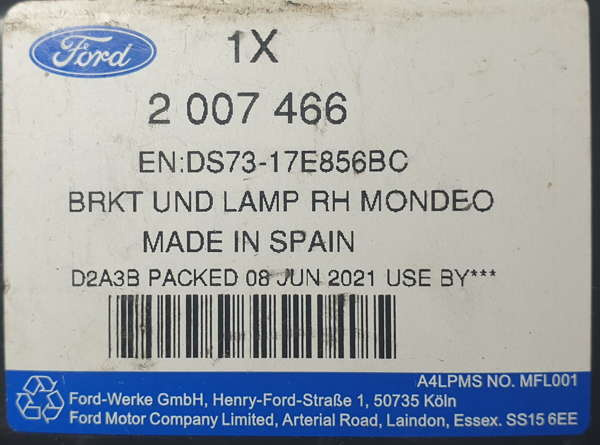 Ford
1X
2 007 466
EN:DS73-17E856BC
BRKT UND LAMP RH MONDEO
MADE IN SPAIN
D2A3B PACKED 08 JUN 2021 USE BY***
A4LPMS NO. MFL001
Ford-Werke GmbH, Henry-Ford-Straße 1, 50735 Köln
Ford Motor Company Limited, Arterial Road, Laindon, Essex. SS15 6EE